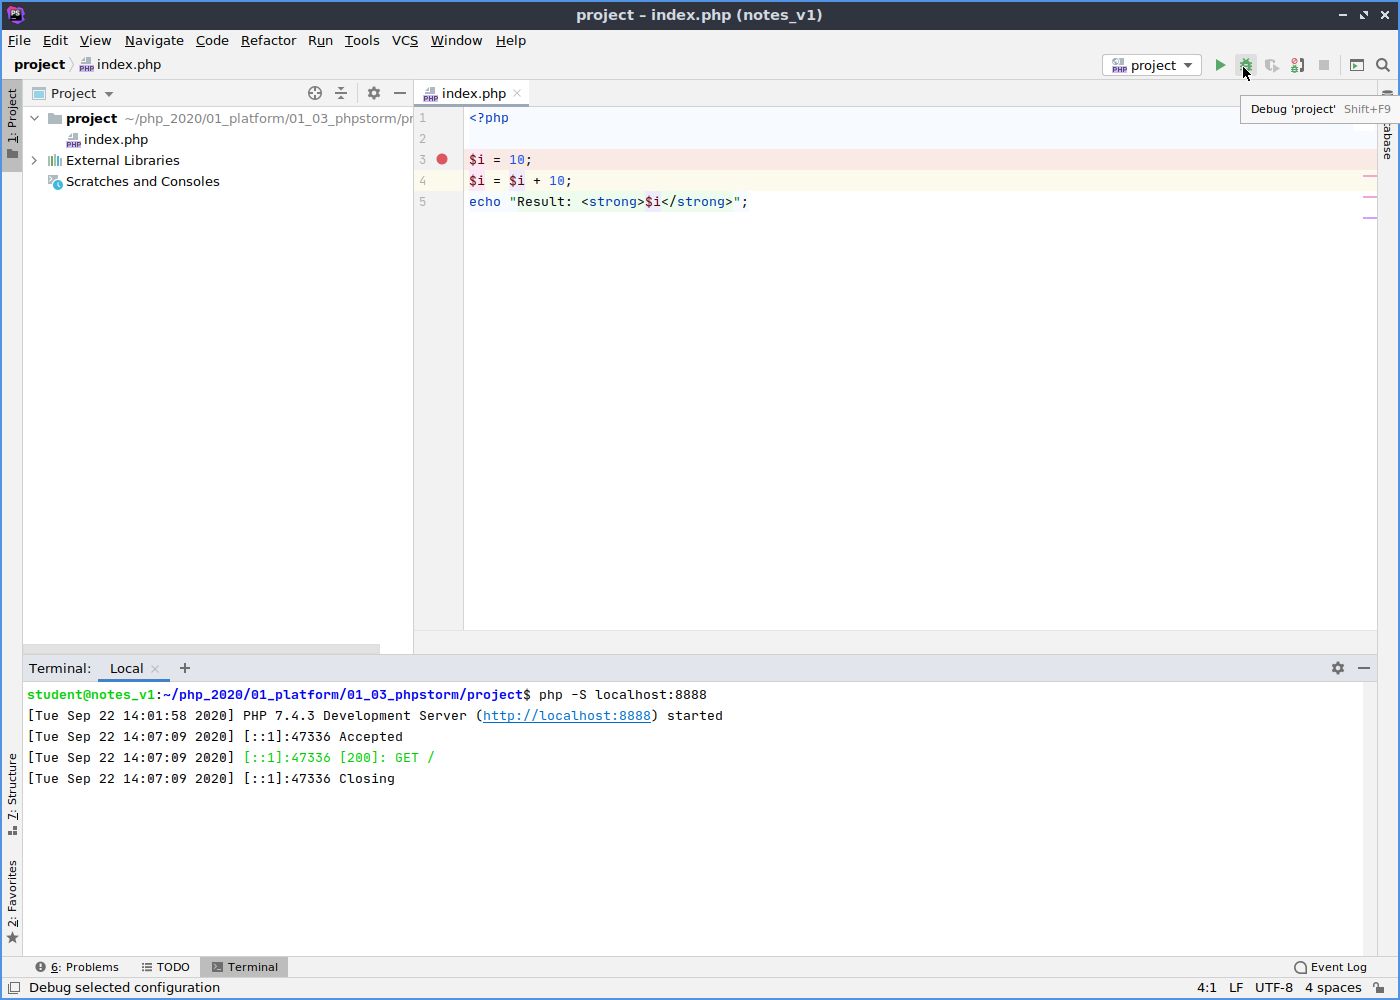 PS
project – index.php (notes_v1)
File Edit View Navigate Code Refactor Run Tools VCS Window Help
project index.php project
1: Project
Project
index.php
Debug 'project' Shift+F9
project ~/php_2020/01_platform/01_03_phpstorm/pr
index.php
External Libraries
Scratches and Consoles
1 <?php
2
3 $i = 10;
4 $i = $i + 10;
5 echo "Result: <strong>$i</strong>";
abase
Terminal: Local
student@notes_v1:~/php_2020/01_platform/01_03_phpstorm/project$ php -S localhost:8888
[Tue Sep 22 14:01:58 2020] PHP 7.4.3 Development Server (http://localhost:8888) started
[Tue Sep 22 14:07:09 2020] [::1]:47336 Accepted
[Tue Sep 22 14:07:09 2020] [::1]:47336 [200]: GET /
[Tue Sep 22 14:07:09 2020] [::1]:47336 Closing
7: Structure
2: Favorites
6: Problems TODO Terminal Event Log
Debug selected configuration 4:1 LF UTF-8 4 spaces